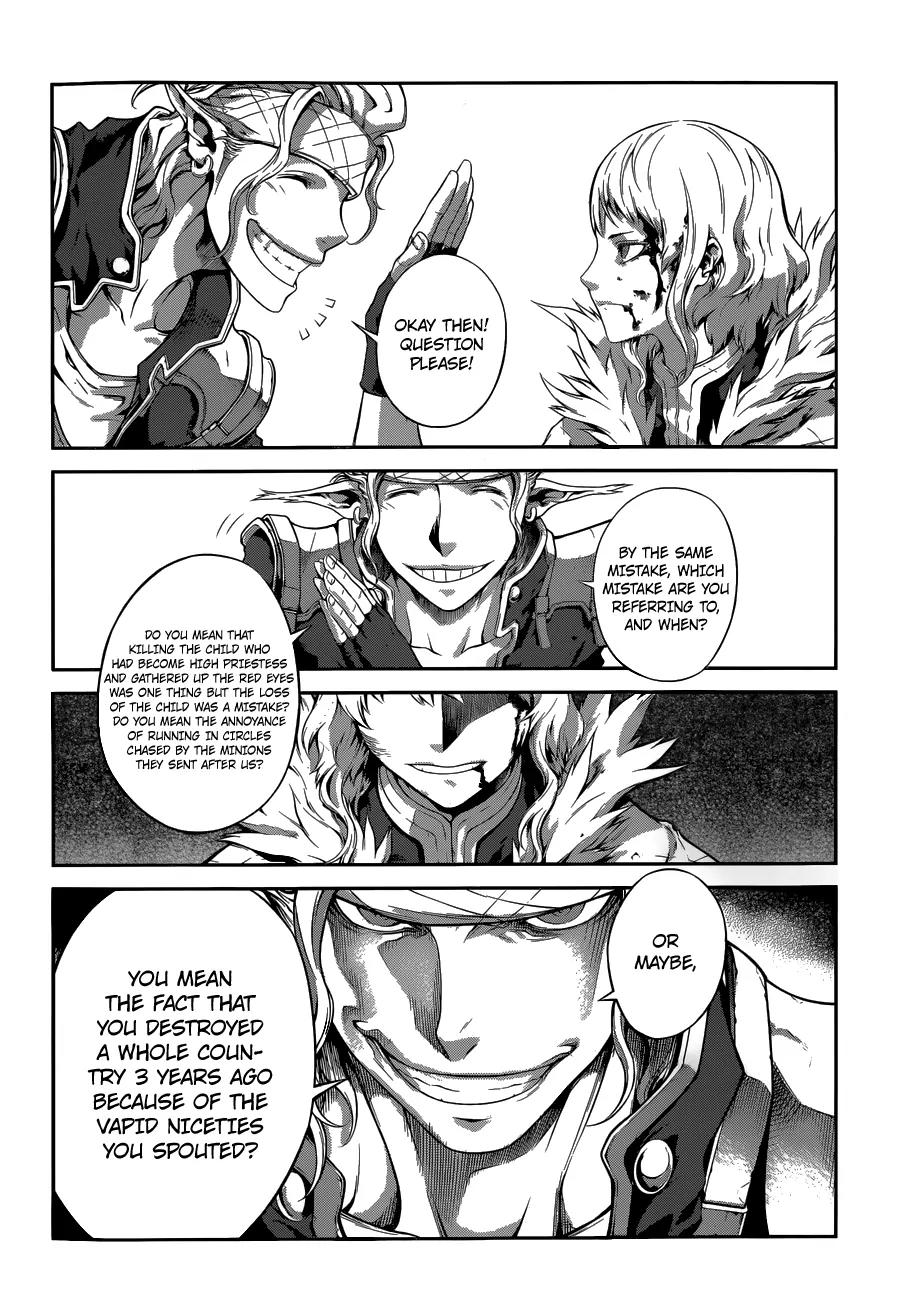 OKAY THEN!
QUESTION
PLEASE!
BY THE SAME
MISTAKE, WHICH
MISTAKE ARE YOU
REFERRING TO,
AND WHEN?
DO YOU MEAN THAT
KILLING THE CHILD WHO
HAD BECOME HIGH PRIESTESS
AND GATHERED UP THE RED EYES
WAS ONE THING BUT THE LOSS
OF THE CHILD WAS A MISTAKE?
DO YOU MEAN THE ANNOYANCE
OF RUNNING IN CIRCLES
CHASED BY THE MINIONS
THEY SENT AFTER US?
OR
MAYBE,
YOU MEAN
THE FACT THAT
YOU DESTROYED
A WHOLE COUN-
TRY 3 YEARS AGO
BECAUSE OF THE
VAPID NICETIES
YOU SPOUTED?